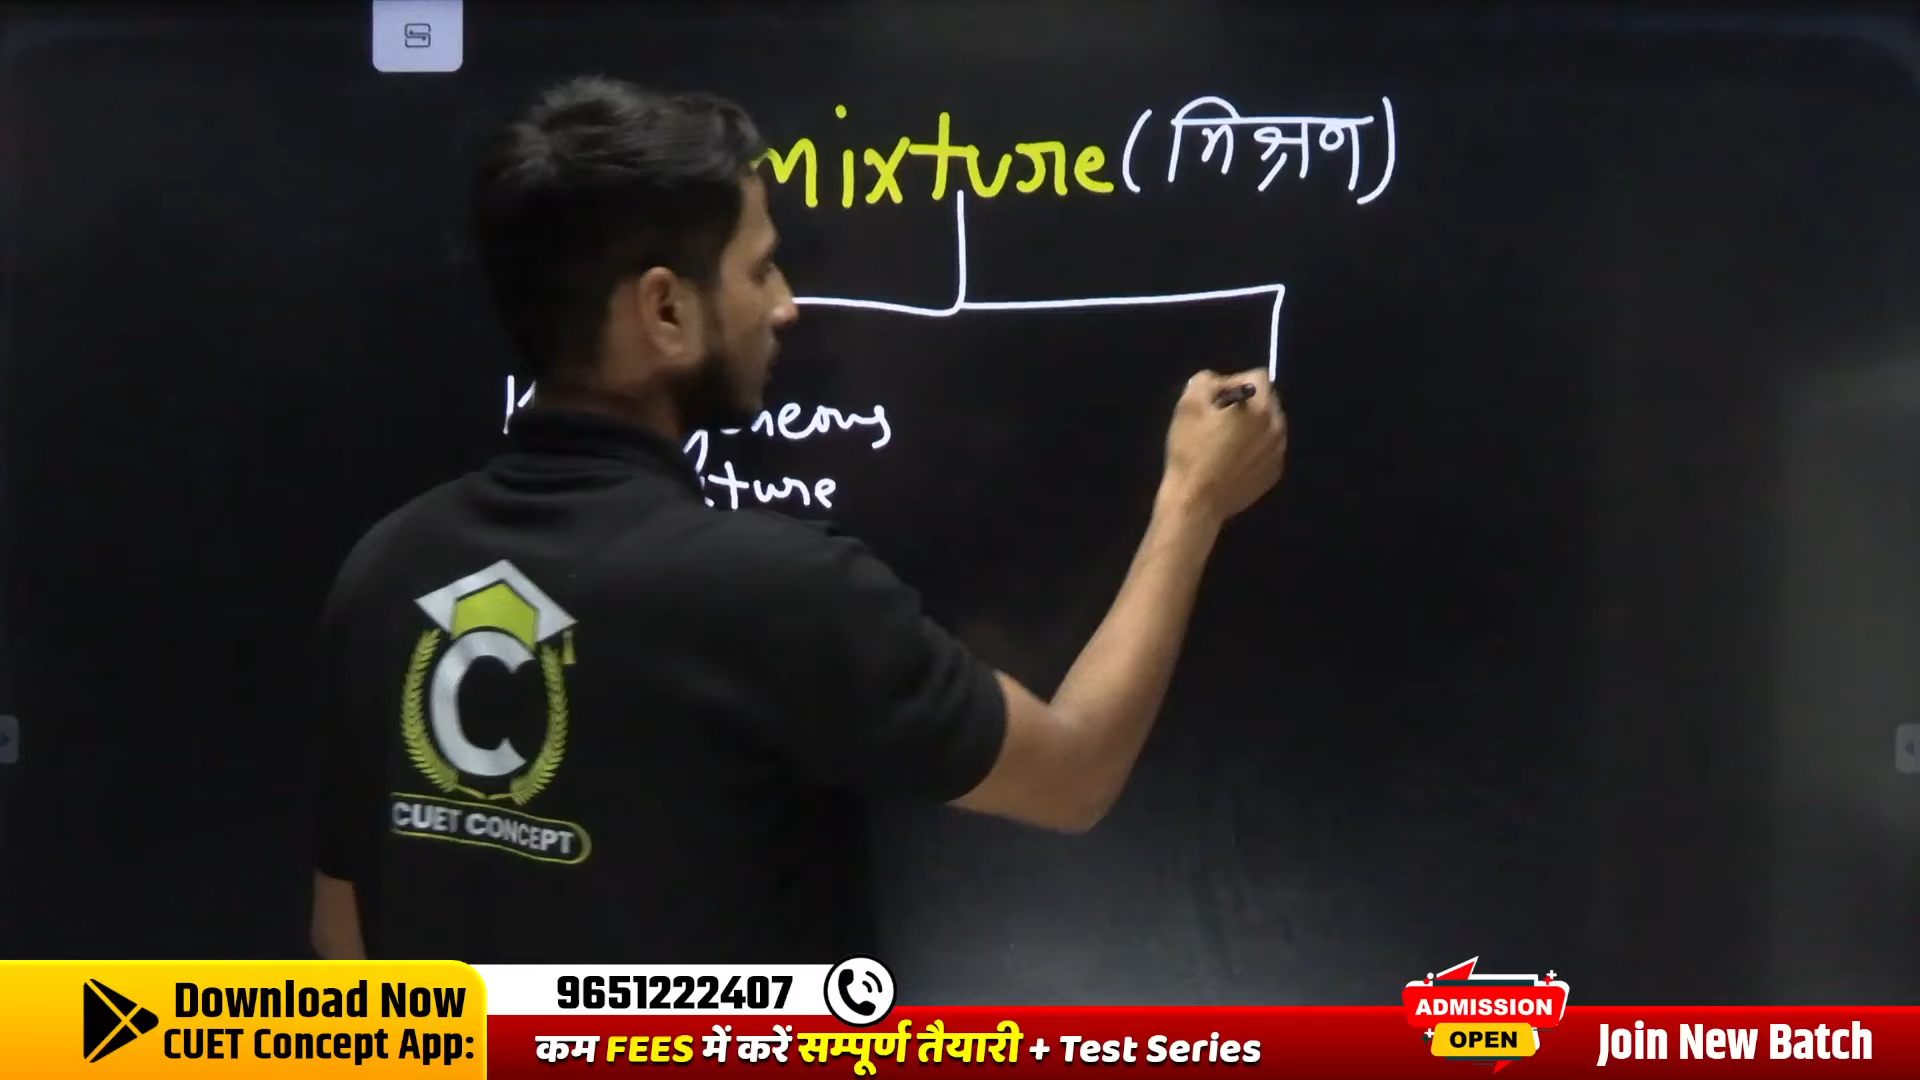 mixture (मिश्रण)
mixture
CUET CONCEPT
Download Now
CUET Concept App:
9651222407
कम FEES में करें सम्पूर्ण तैयारी + Test Series
ADMISSION
OPEN
Join New Batch